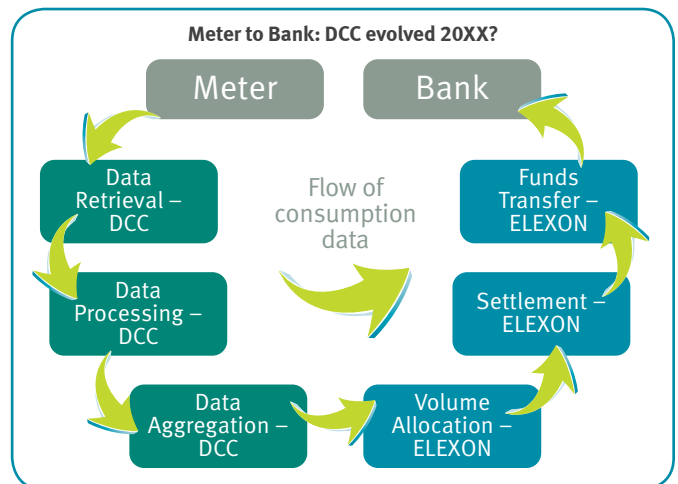 Meter to Bank: DCC evolved 20XX?
Meter
Bank
Data
Retrieval –
DCC
Flow of
consumption
data
Funds
Transfer –
ELEXON
Data
Processing –
DCC
Settlement –
ELEXON
Data
Aggregation –
DCC
Volume
Allocation –
ELEXON